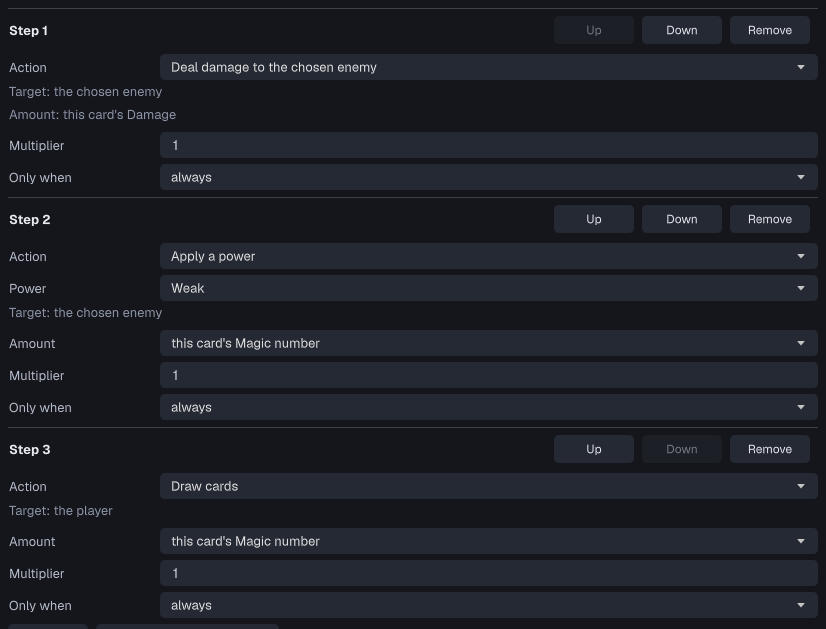 Step 1 Up Down Remove
Action Deal damage to the chosen enemy
Target: the chosen enemy
Amount: this card's Damage
Multiplier 1
Only when always
Step 2 Up Down Remove
Action Apply a power
Power Weak
Target: the chosen enemy
Amount this card's Magic number
Multiplier 1
Only when always
Step 3 Up Down Remove
Action Draw cards
Target: the player
Amount this card's Magic number
Multiplier 1
Only when always